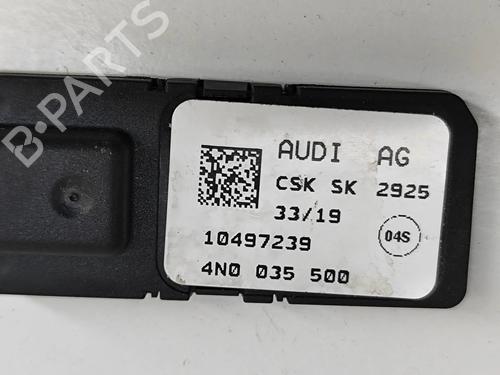 B·PARTS
AUDI AG
CSK SK 2925
33/19
10497239
04S
4N0 035 500